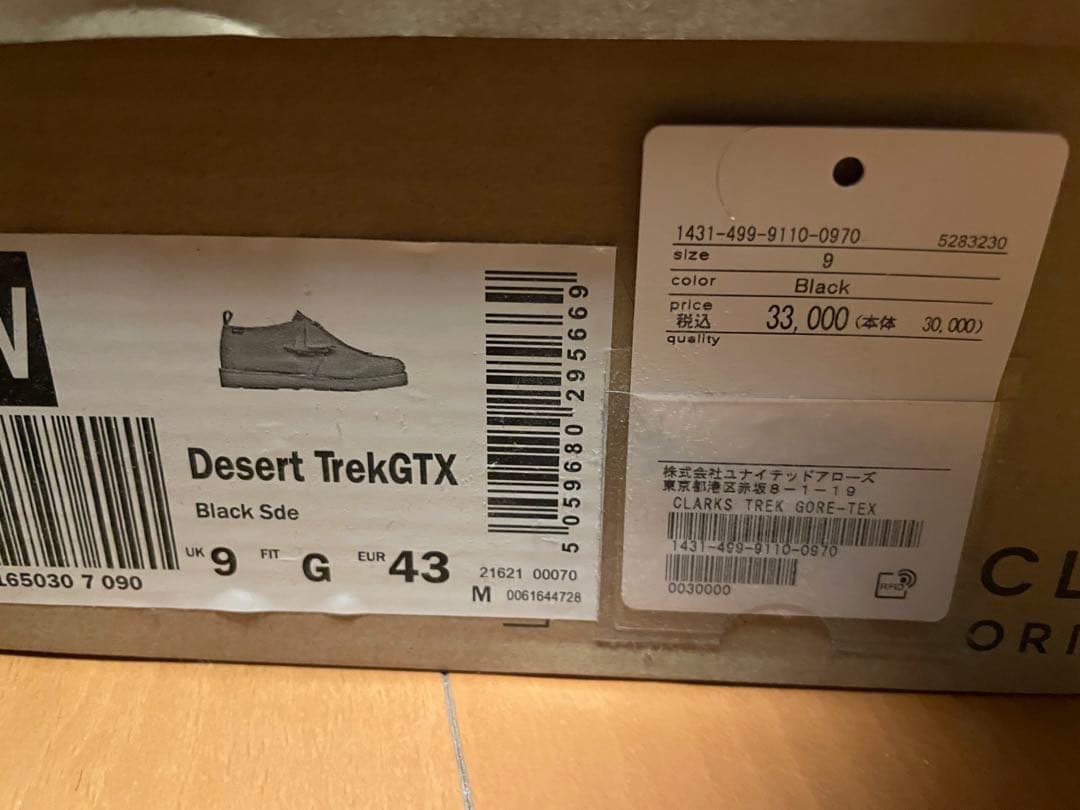 N
Desert TrekGTX
Black Sde
UK 9 FIT G EUR 43
165030 7 090
5 059680 295669
21621 00070
M 0061644728
1431-499-9110-0970 5283230
size 9
color Black
price
税込 33,000 (本体 30,000)
quality
株式会社ユナイテッドアローズ
東京都港区赤坂8-1-19
CLARKS TREK GORE-TEX
1431-499-9110-0970
0030000
RFID
CL
ORI